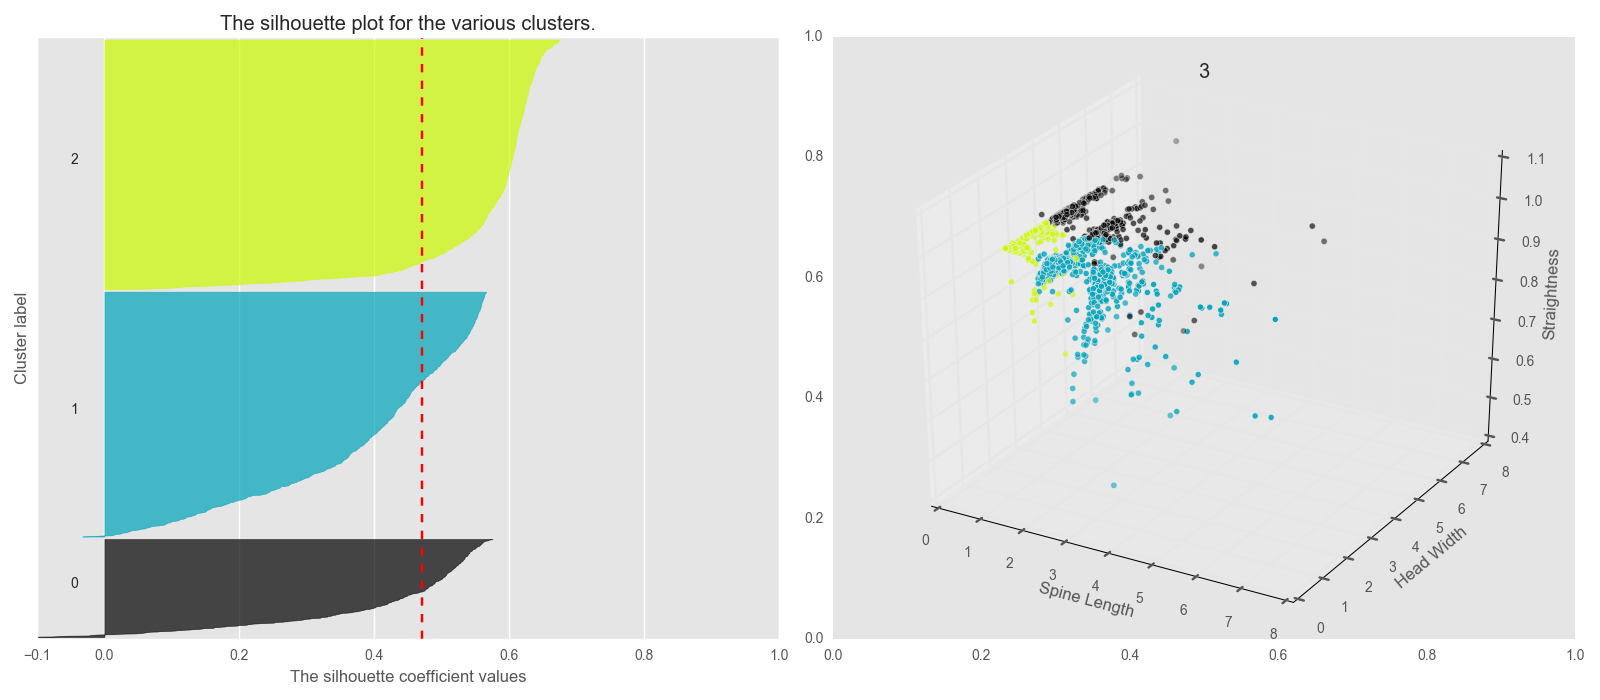 The silhouette plot for the various clusters.
2
1
0
Cluster label
−0.1 0.0 0.2 0.4 0.6 0.8 1.0
The silhouette coefficient values
3
1.0
0.8
0.6
0.4
0.2
0.0
0.0 0.2 0.4 0.6 0.8 1.0
1.1
1.0
0.9
0.8
0.7
0.6
0.5
0.4
Straightness
0 1 2 3 4 5 6 7 8
Spine Length
0 1 2 3 4 5 6 7 8
Head Width